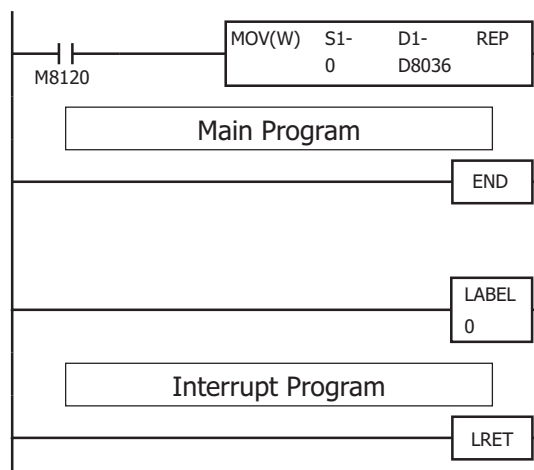 MOV(W) S1- D1- REP
0 D8036
M8120
Main Program
END
LABEL
0
Interrupt Program
LRET